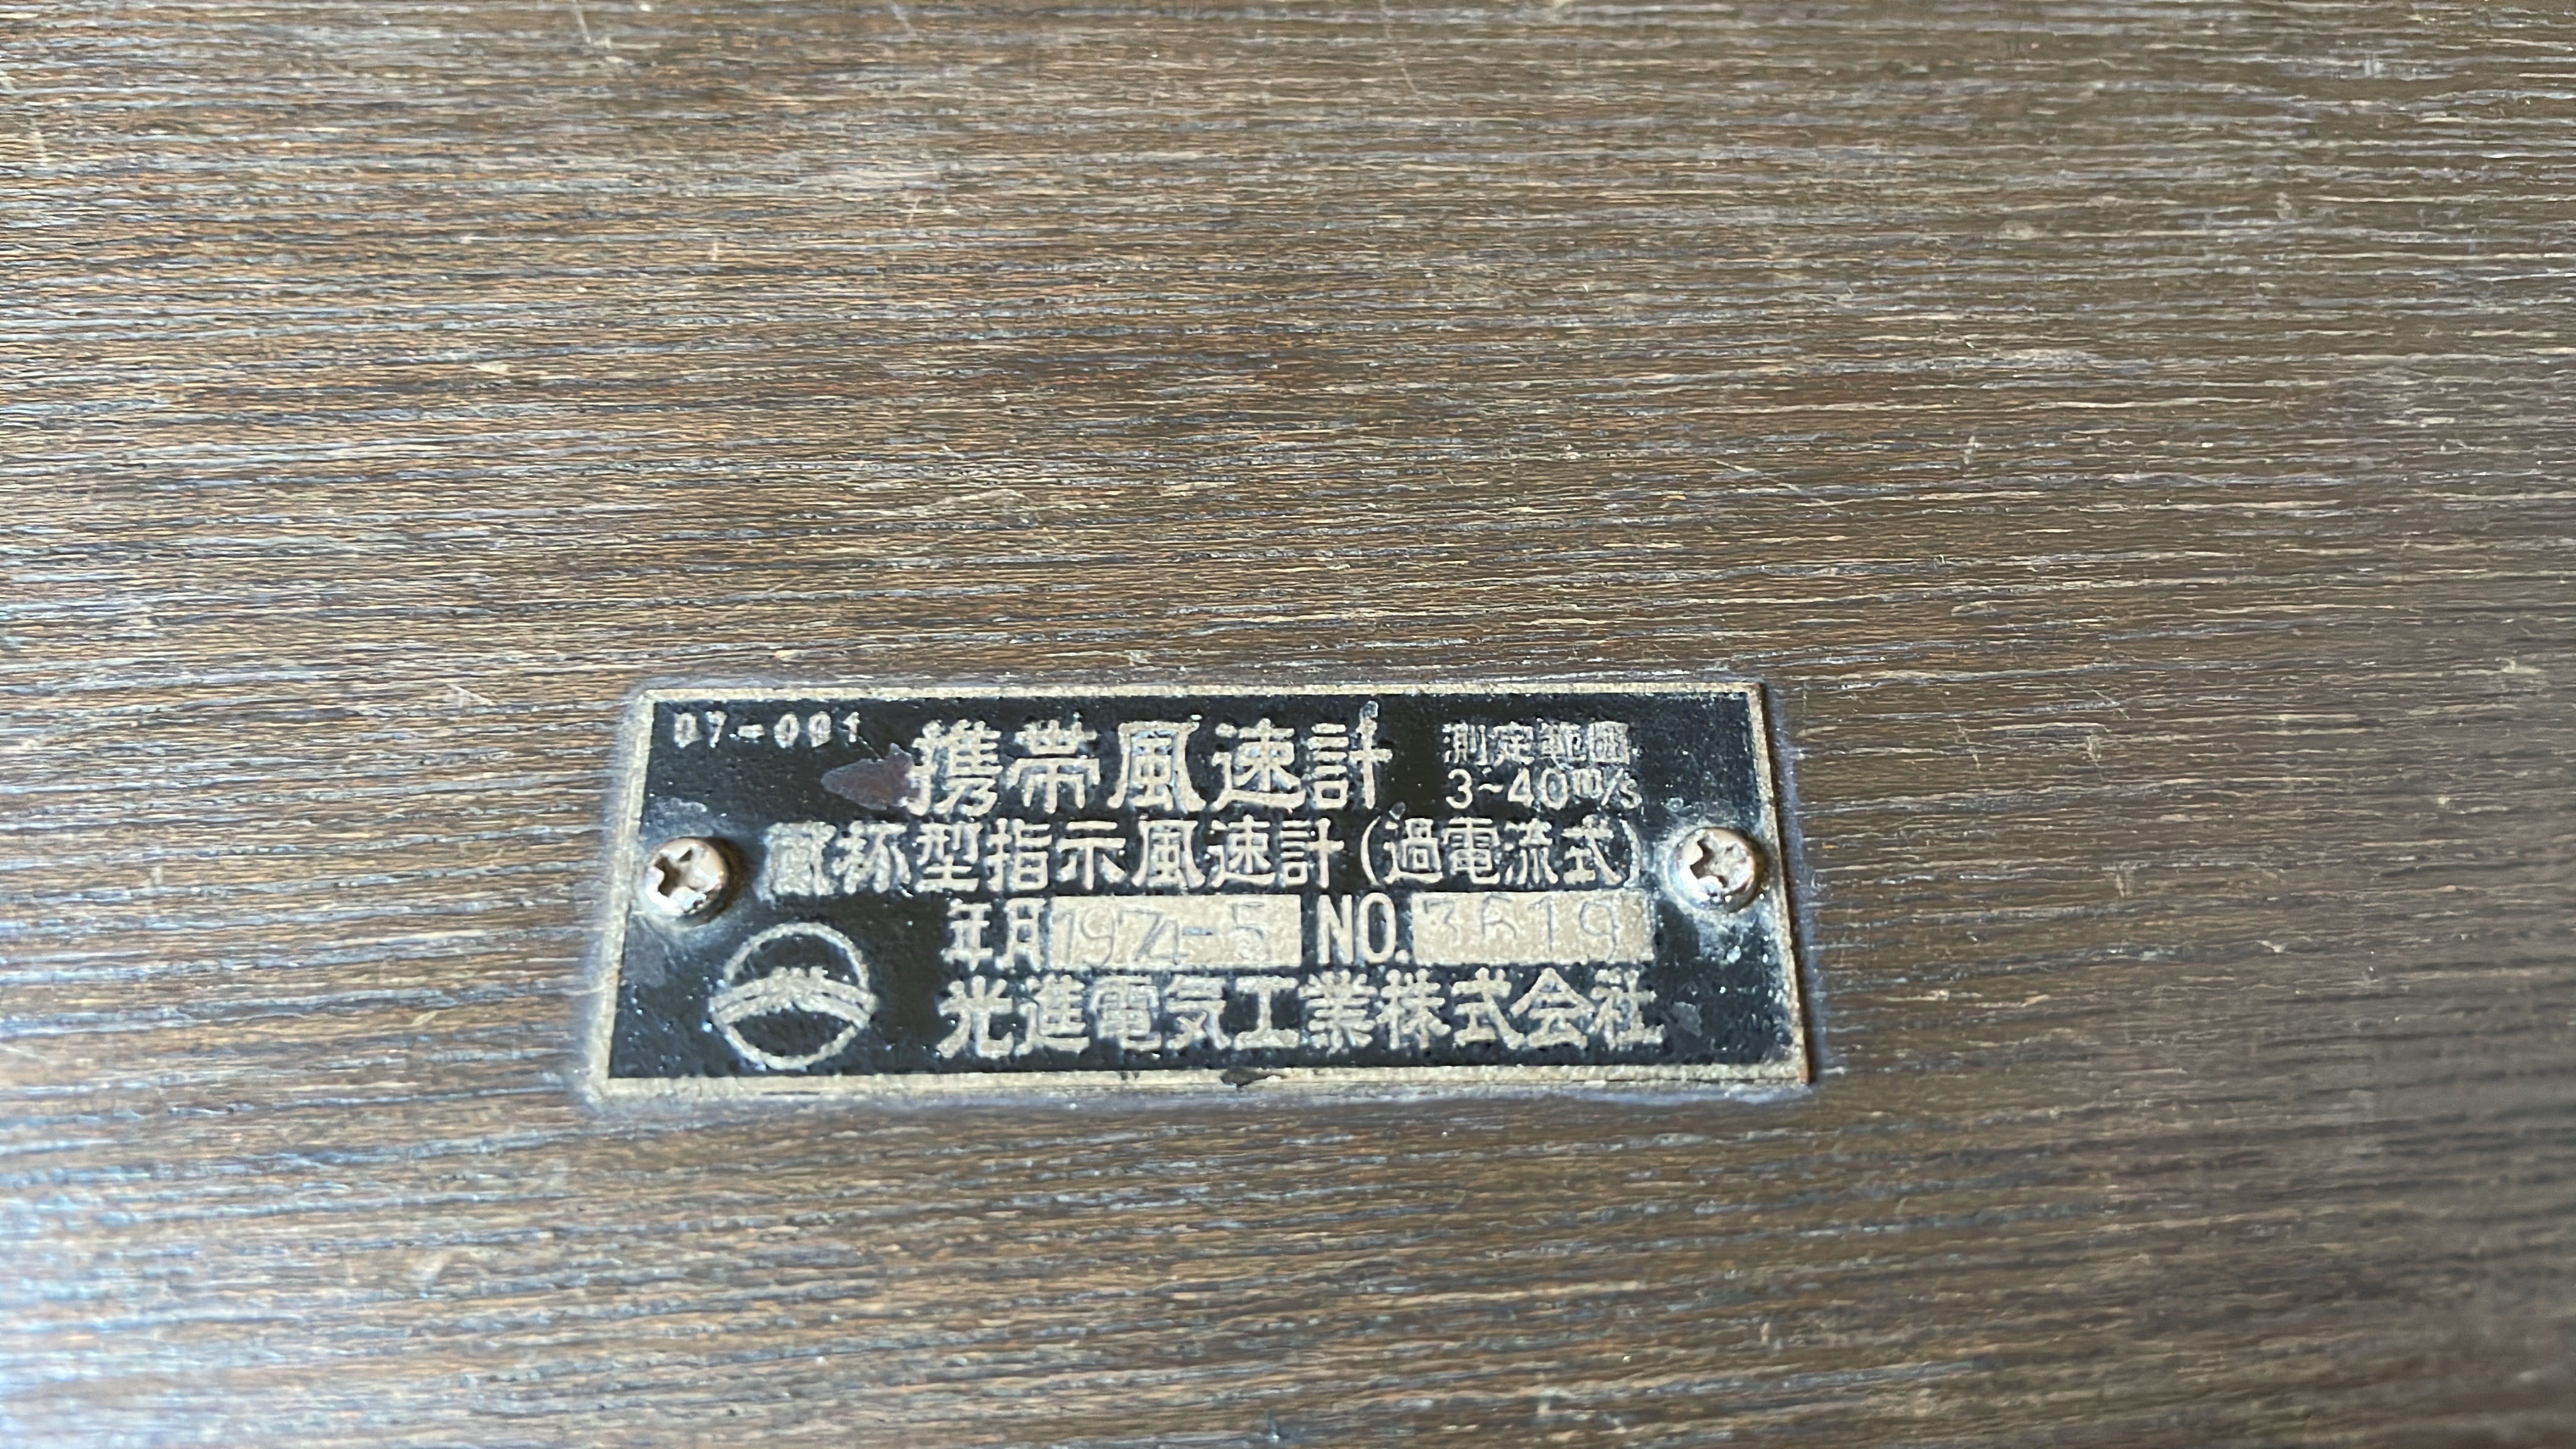 07-001
携帯風速計
測定範囲
3~40m/s
風杯型指示風速計(過電流式)
年月 1974-5 NO. 3619
光進電気工業株式会社